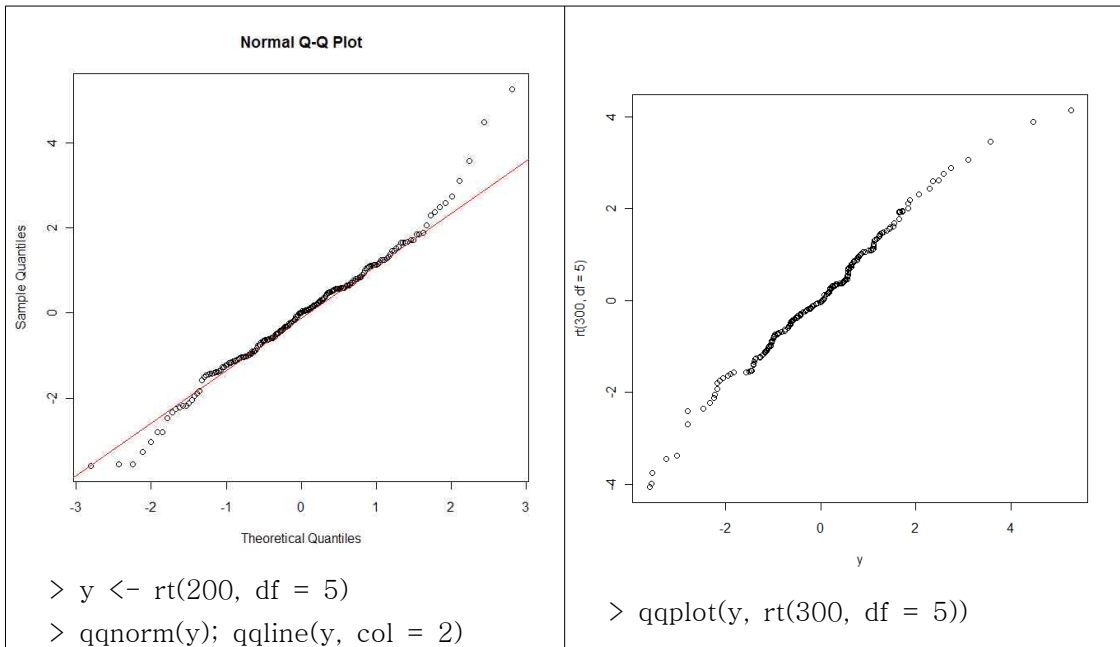 Normal Q-Q Plot
Sample Quantiles
4
2
0
-2
-3
-2
-1
0
1
2
3
Theoretical Quantiles
> y <- rt(200, df = 5)
> qqnorm(y); qqline(y, col = 2)
rt(300, df = 5)
4
2
0
-2
-4
-2
0
2
4
y
> qqplot(y, rt(300, df = 5))